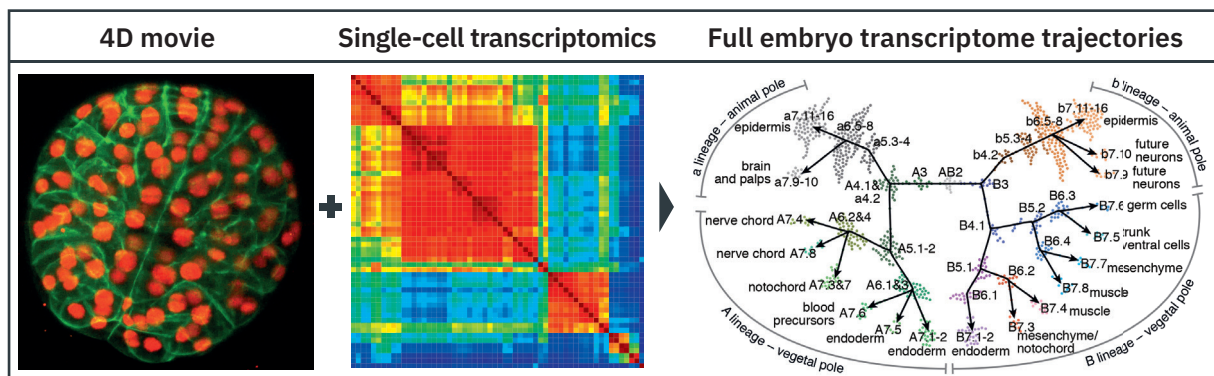 4D movie
Single-cell transcriptomics
Full embryo transcriptome trajectories
a lineage – animal pole
b lineage – animal pole
a7.11-16
epidermis
a6.5-8
a5.3-4
brain
and palps
a7.9-10
A4.1&
a4.2
A3
AB2
B3
b4.2
b5.3-4
b6.5-8
b7.11-16
epidermis
b7.10
future
neurons
b7.9
future
neurons
nerve chord
A7.4
A6.2&4
nerve chord
A7.8
A5.1-2
notochord
A7.3&7
A6.1&3
blood
precursors
A7.6
A7.5
endoderm
A7.1-2
endoderm
B4.1
B5.2
B6.3
B7.6
germ cells
B7.5
trunk
ventral cells
B6.4
B7.7
mesenchyme
B7.8
muscle
B5.1
B6.2
B7.4
muscle
B6.1
B7.3
mesenchyme/
notochord
B7.1-2
endoderm
A lineage – vegetal pole
B lineage – vegetal pole